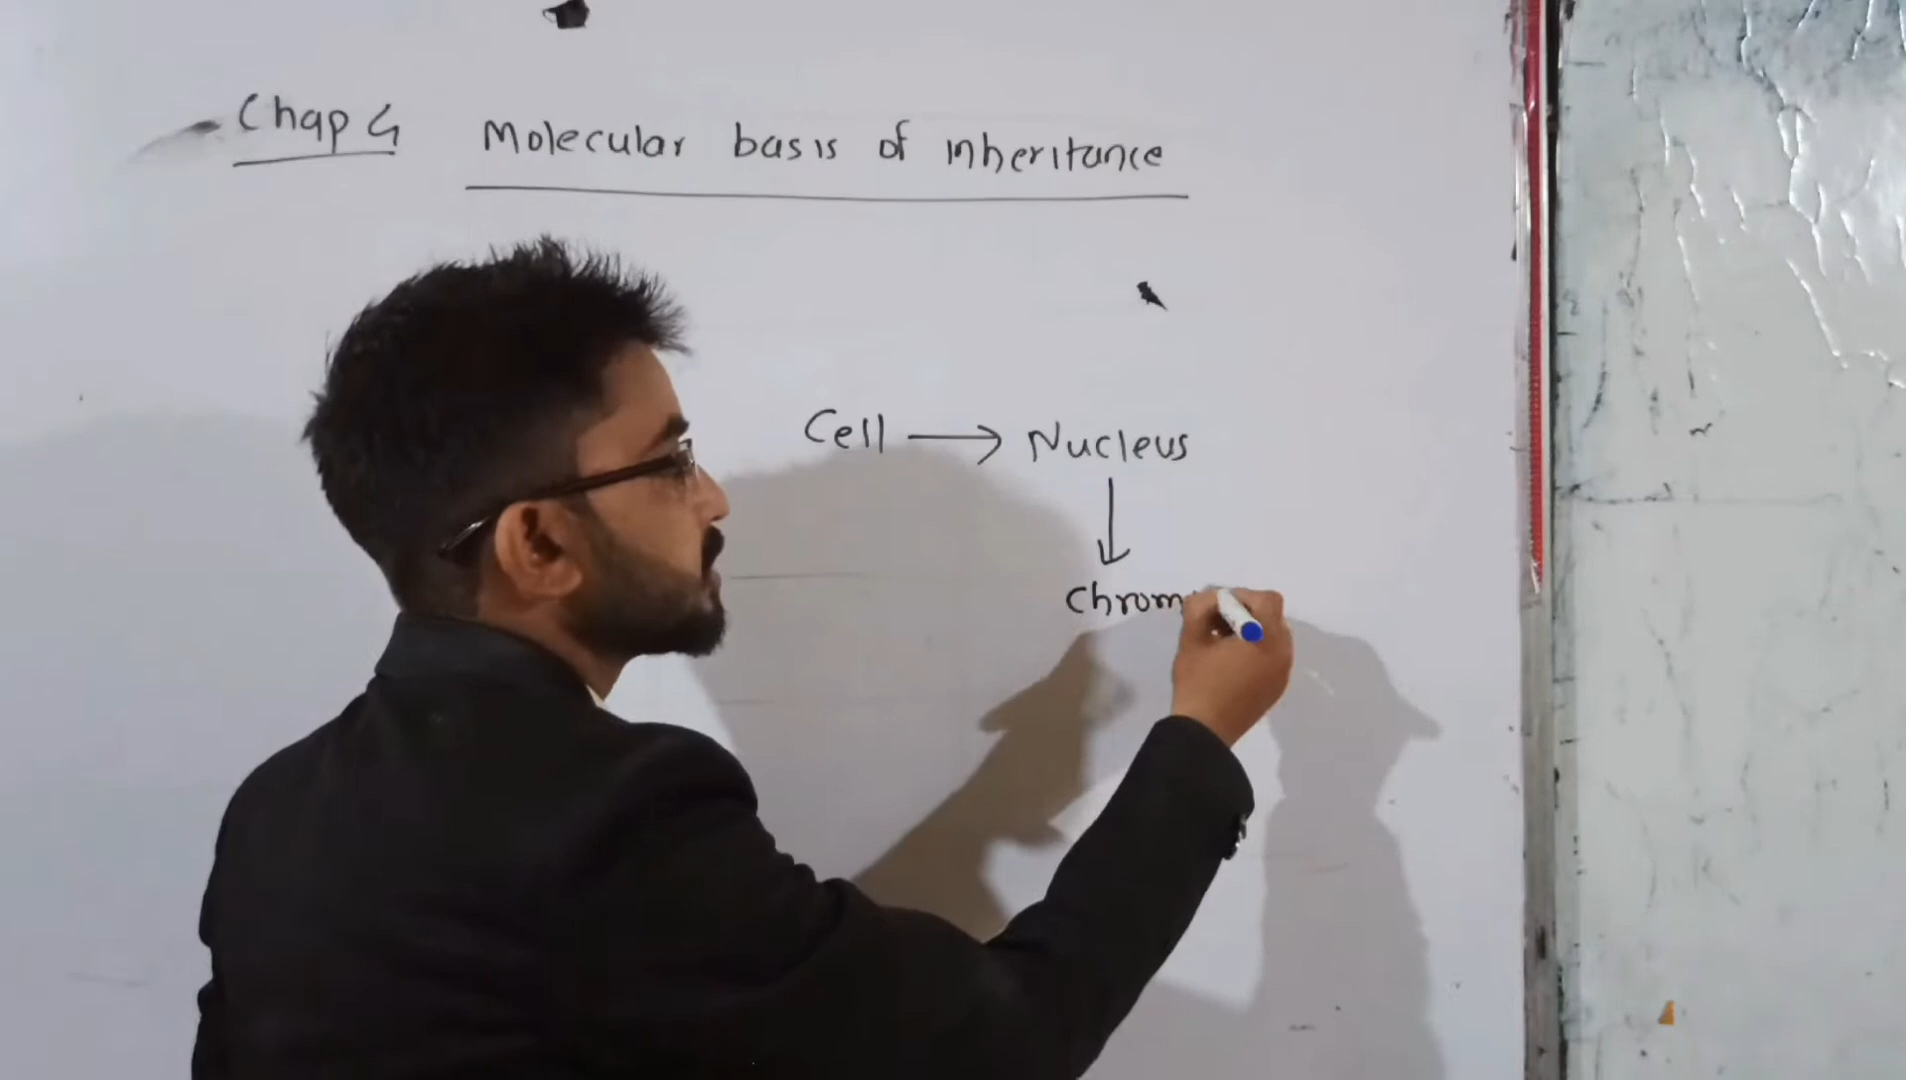 Chap 4 Molecular basis of inheritance
Cell → Nucleus
↓
Chrom